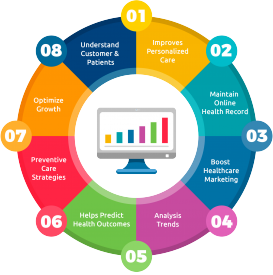 01
Improves
Personalized
Care
02
Maintain
Online
Health Record
03
Boost
Healthcare
Marketing
04
Analysis
Trends
05
Helps Predict
Health Outcomes
06
Preventive
Care
Strategies
07
Optimize
Growth
08
Understand
Customer &
Patients